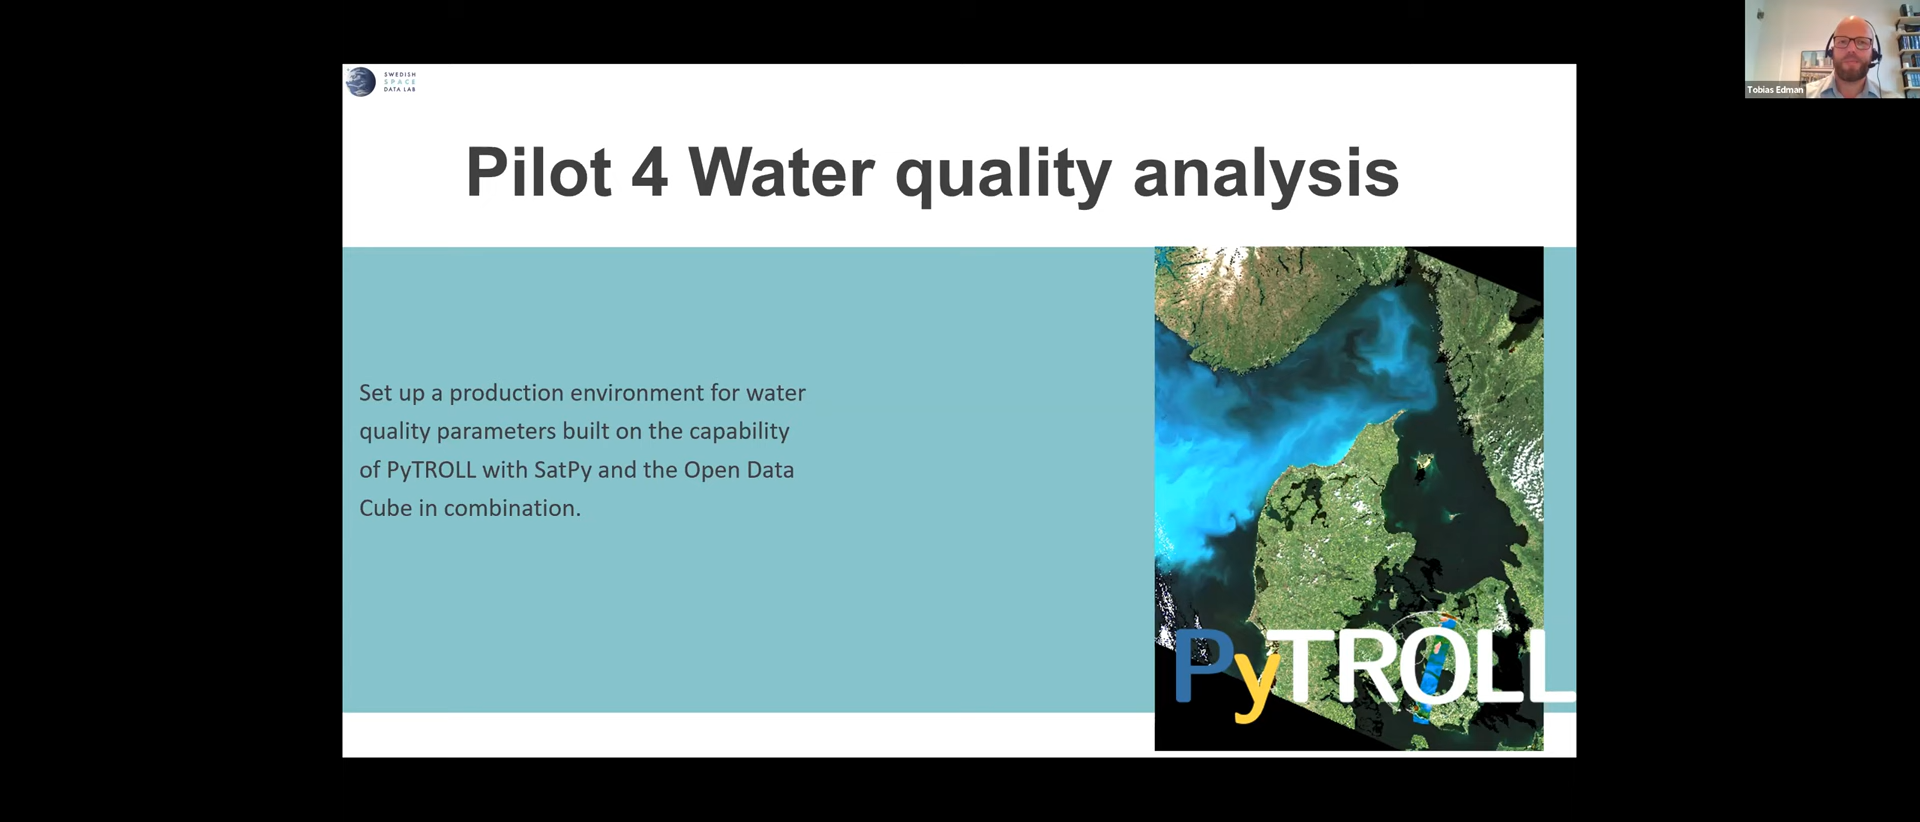 SWEDISH
SPACE
DATA LAB
Tobias Edman
Pilot 4 Water quality analysis
Set up a production environment for water
quality parameters built on the capability
of PyTROLL with SatPy and the Open Data
Cube in combination.
PyTROLL